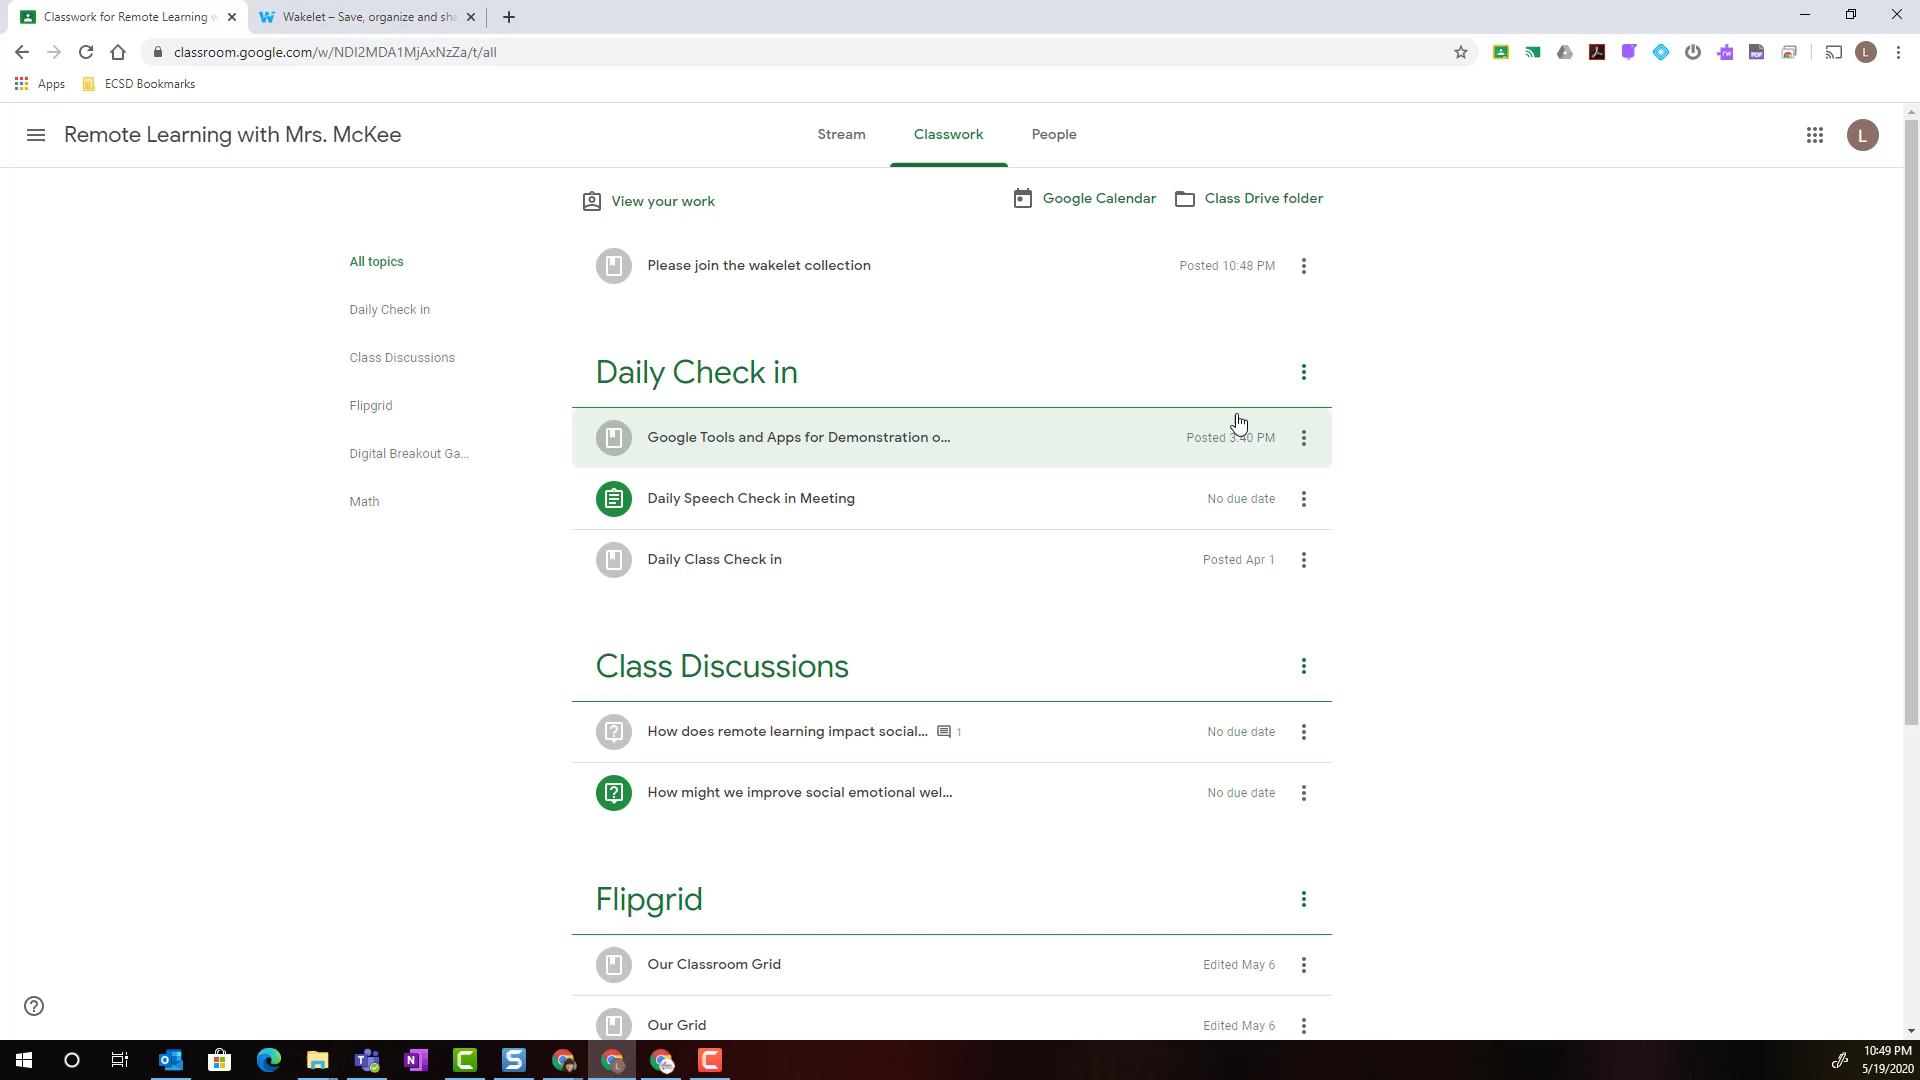 Classwork for Remote Learning w
Wakelet – Save, organize and sha
classroom.google.com/w/NDI2MDA1MjAxNzZa/t/all
Apps
ECSD Bookmarks
Remote Learning with Mrs. McKee
Stream
Classwork
People
L
View your work
Google Calendar
Class Drive folder
All topics
Daily Check in
Class Discussions
Flipgrid
Digital Breakout Ga...
Math
Please join the wakelet collection
Posted 10:48 PM
Daily Check in
Google Tools and Apps for Demonstration o...
Posted 3:40 PM
Daily Speech Check in Meeting
No due date
Daily Class Check in
Posted Apr 1
Class Discussions
How does remote learning impact social...
1
No due date
How might we improve social emotional wel...
No due date
Flipgrid
Our Classroom Grid
Edited May 6
Our Grid
Edited May 6
10:49 PM
5/19/2020